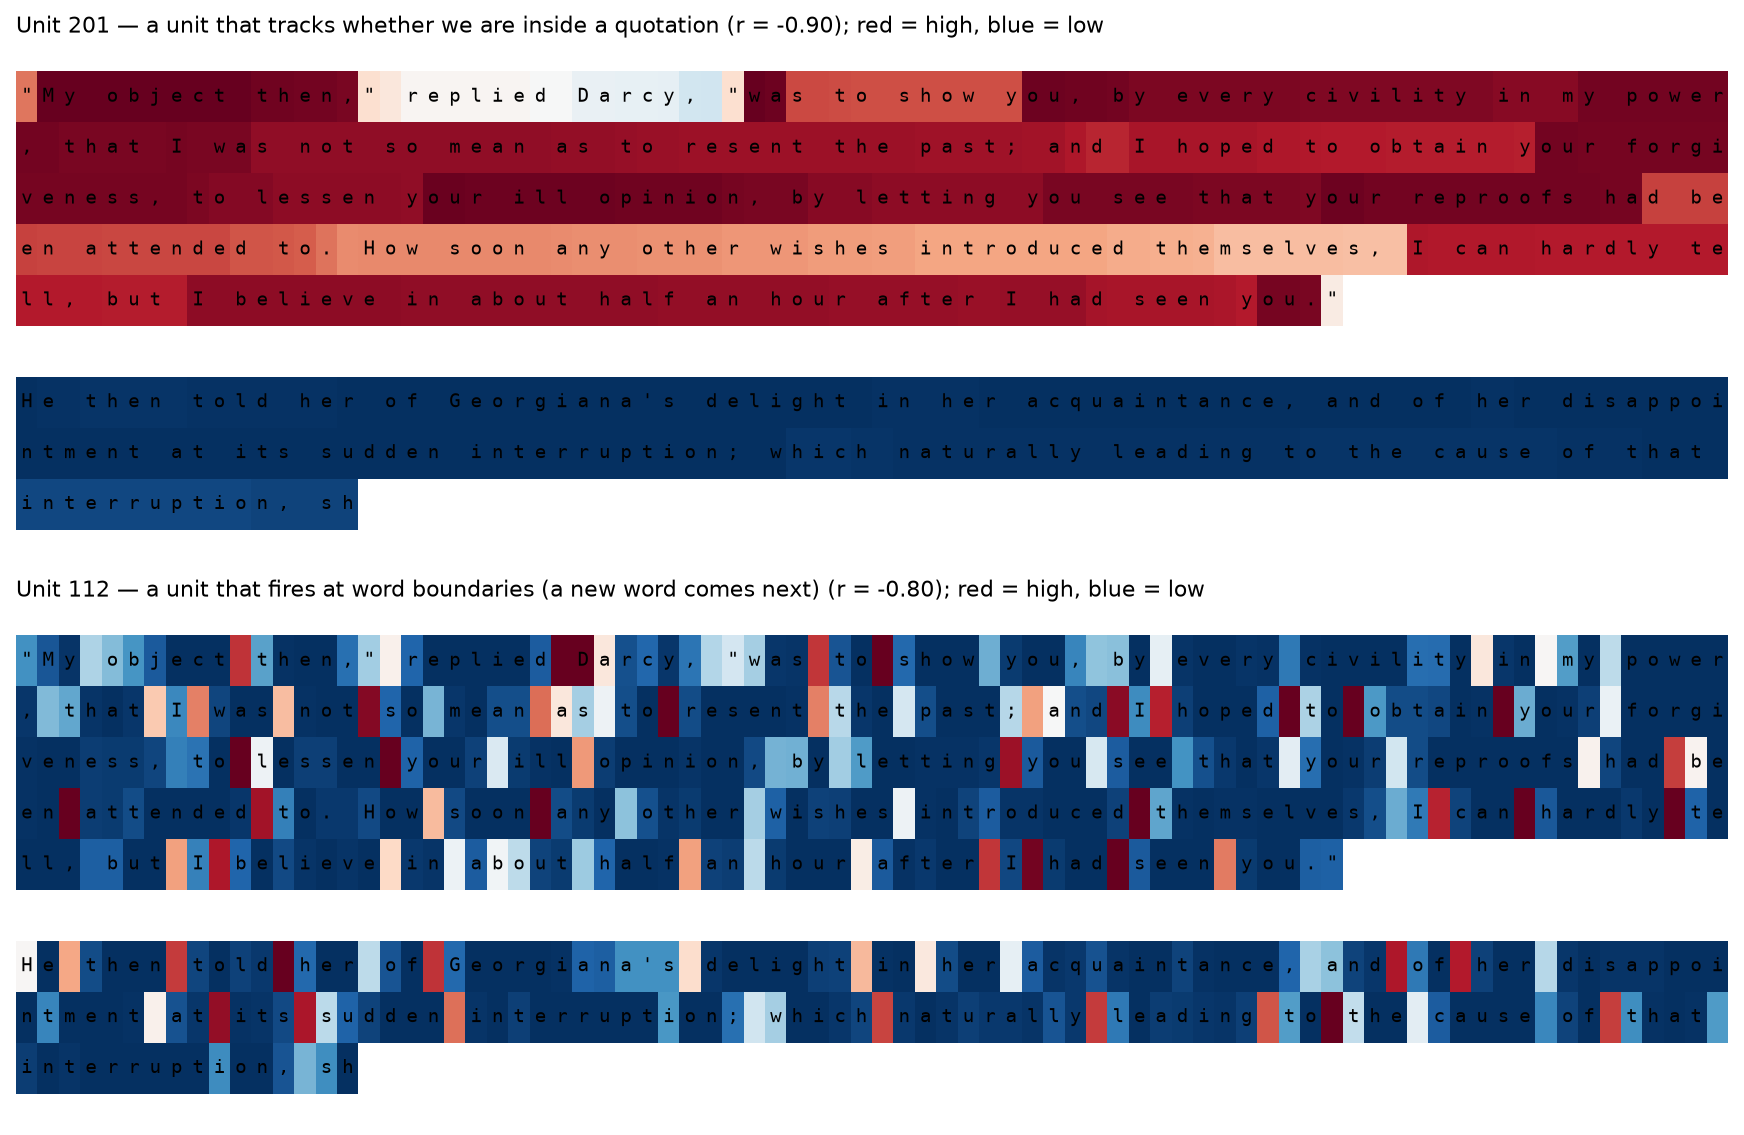 Unit 201 — a unit that tracks whether we are inside a quotation (r = -0.90); red = high, blue = low
"My object then," replied Darcy, "was to show you, by every civility in my power
, that I was not so mean as to resent the past; and I hoped to obtain your forgi
veness, to lessen your ill opinion, by letting you see that your reproofs had be
en attended to. How soon any other wishes introduced themselves, I can hardly te
ll, but I believe in about half an hour after I had seen you."
He then told her of Georgiana's delight in her acquaintance, and of her disappoi
ntment at its sudden interruption; which naturally leading to the cause of that
interruption, sh
Unit 112 — a unit that fires at word boundaries (a new word comes next) (r = -0.80); red = high, blue = low
"My object then," replied Darcy, "was to show you, by every civility in my power
, that I was not so mean as to resent the past; and I hoped to obtain your forgi
veness, to lessen your ill opinion, by letting you see that your reproofs had be
en attended to. How soon any other wishes introduced themselves, I can hardly te
ll, but I believe in about half an hour after I had seen you."
He then told her of Georgiana's delight in her acquaintance, and of her disappoi
ntment at its sudden interruption; which naturally leading to the cause of that
interruption, sh